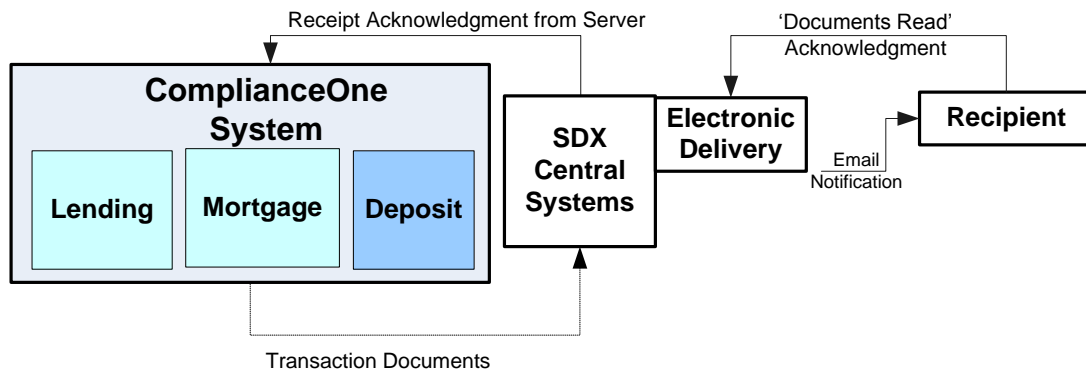 Receipt Acknowledgment from Server
‘Documents Read’
Acknowledgment
ComplianceOne
System
Lending
Mortgage
Deposit
SDX
Central
Systems
Electronic
Delivery
Email
Notification
Recipient
Transaction Documents